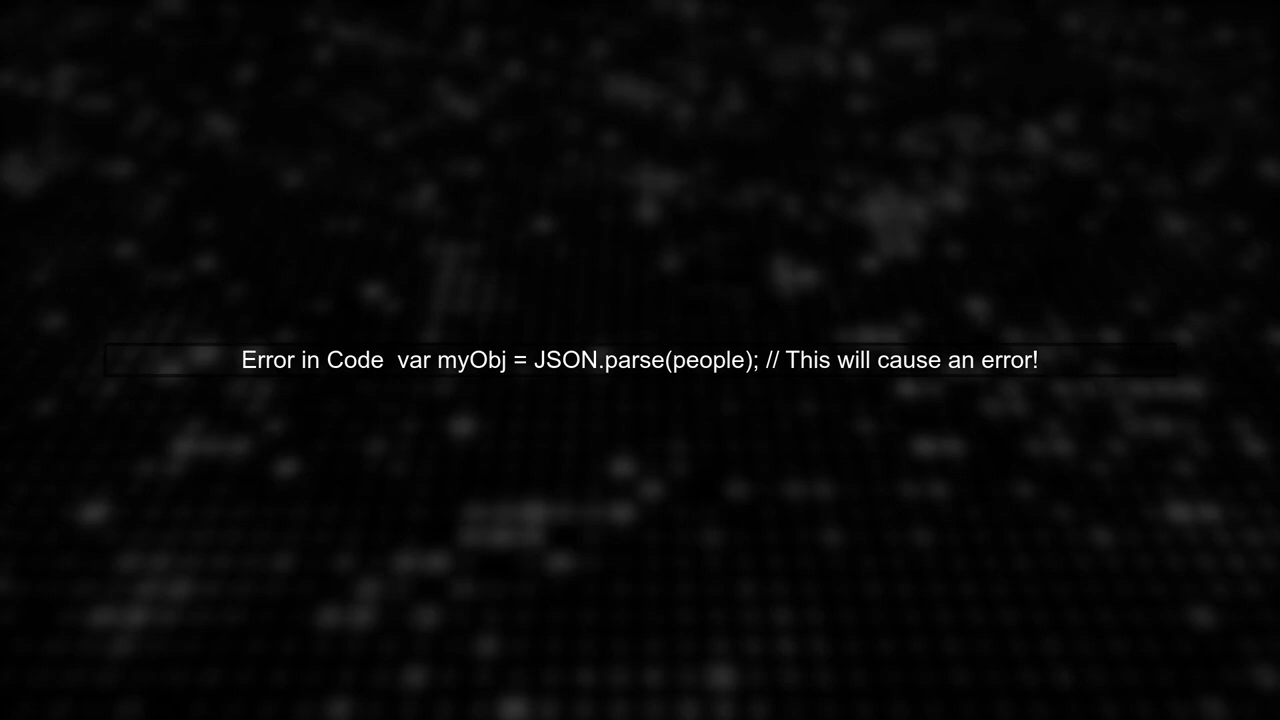 Error in Code  var myObj = JSON.parse(people); // This will cause an error!